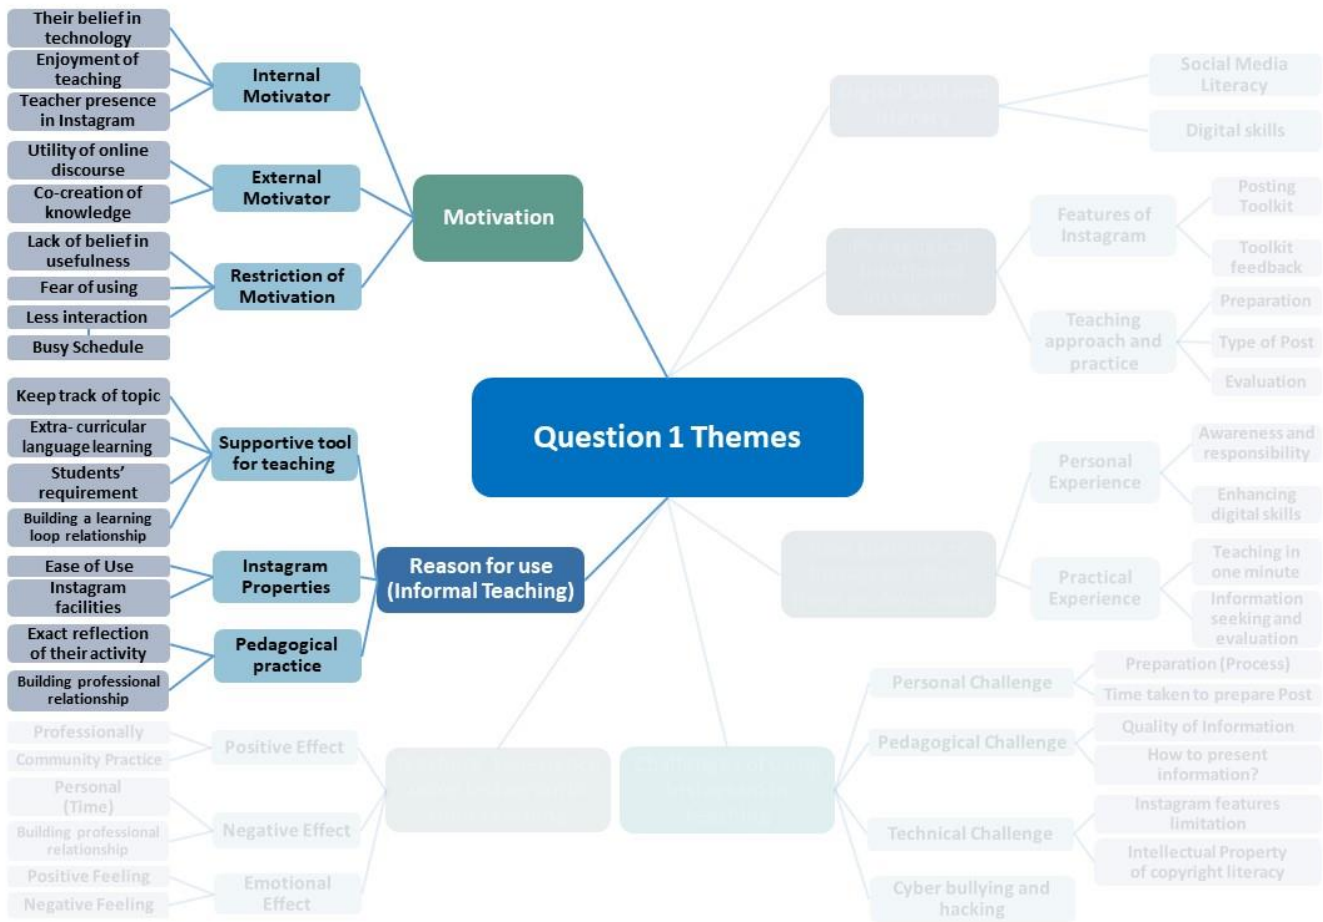 Their belief in
technology
Enjoyment of
teaching
Teacher presence
in Instagram
Internal
Motivator
Utility of online
discourse
Co-creation of
knowledge
External
Motivator
Lack of belief in
usefulness
Fear of using
Less interaction
Busy Schedule
Restriction of
Motivation
Motivation
Keep track of topic
Extra- curricular
language learning
Students’
requirement
Building a learning
loop relationship
Supportive tool
for teaching
Ease of Use
Instagram
facilities
Instagram
Properties
Exact reflection
of their activity
Building professional
relationship
Pedagogical
practice
Reason for use
(Informal Teaching)
Question 1 Themes
Professionally
Community Practice
Positive Effect
Personal
(Time)
Building professional
relationship
Negative Effect
Positive Feeling
Negative Feeling
Emotional
Effect
Social Media
Literacy
Digital skills
Features of
Instagram
Posting
Toolkit
Toolkit
feedback
Teaching
approach and
practice
Preparation
Type of Post
Evaluation
Personal
Experience
Awareness and
responsibility
Enhancing
digital skills
Practical
Experience
Teaching in
one minute
Information
seeking and
evaluation
Personal Challenge
Preparation (Process)
Time taken to prepare Post
Pedagogical Challenge
Quality of Information
How to present
information?
Technical Challenge
Instagram features
limitation
Intellectual Property
of copyright literacy
Cyber bullying and
hacking